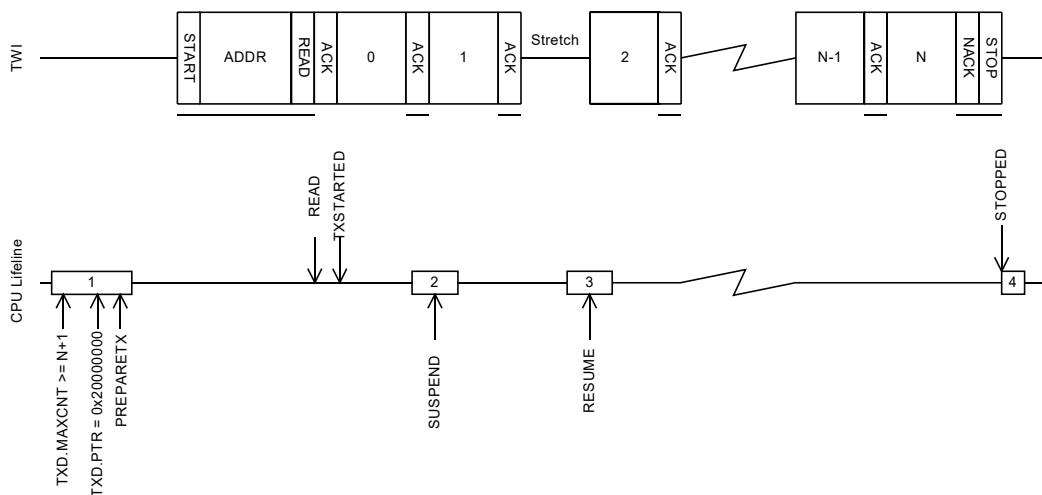 TWI
START
ADDR
READ
ACK
0
ACK
1
ACK
Stretch
2
ACK
N-1
ACK
N
NACK
STOP
READ
TXSTARTED
STOPPED
CPU Lifeline
1
2
3
4
TXD.MAXCNT >= N+1
TXD.PTR = 0x20000000
PREPARETX
SUSPEND
RESUME